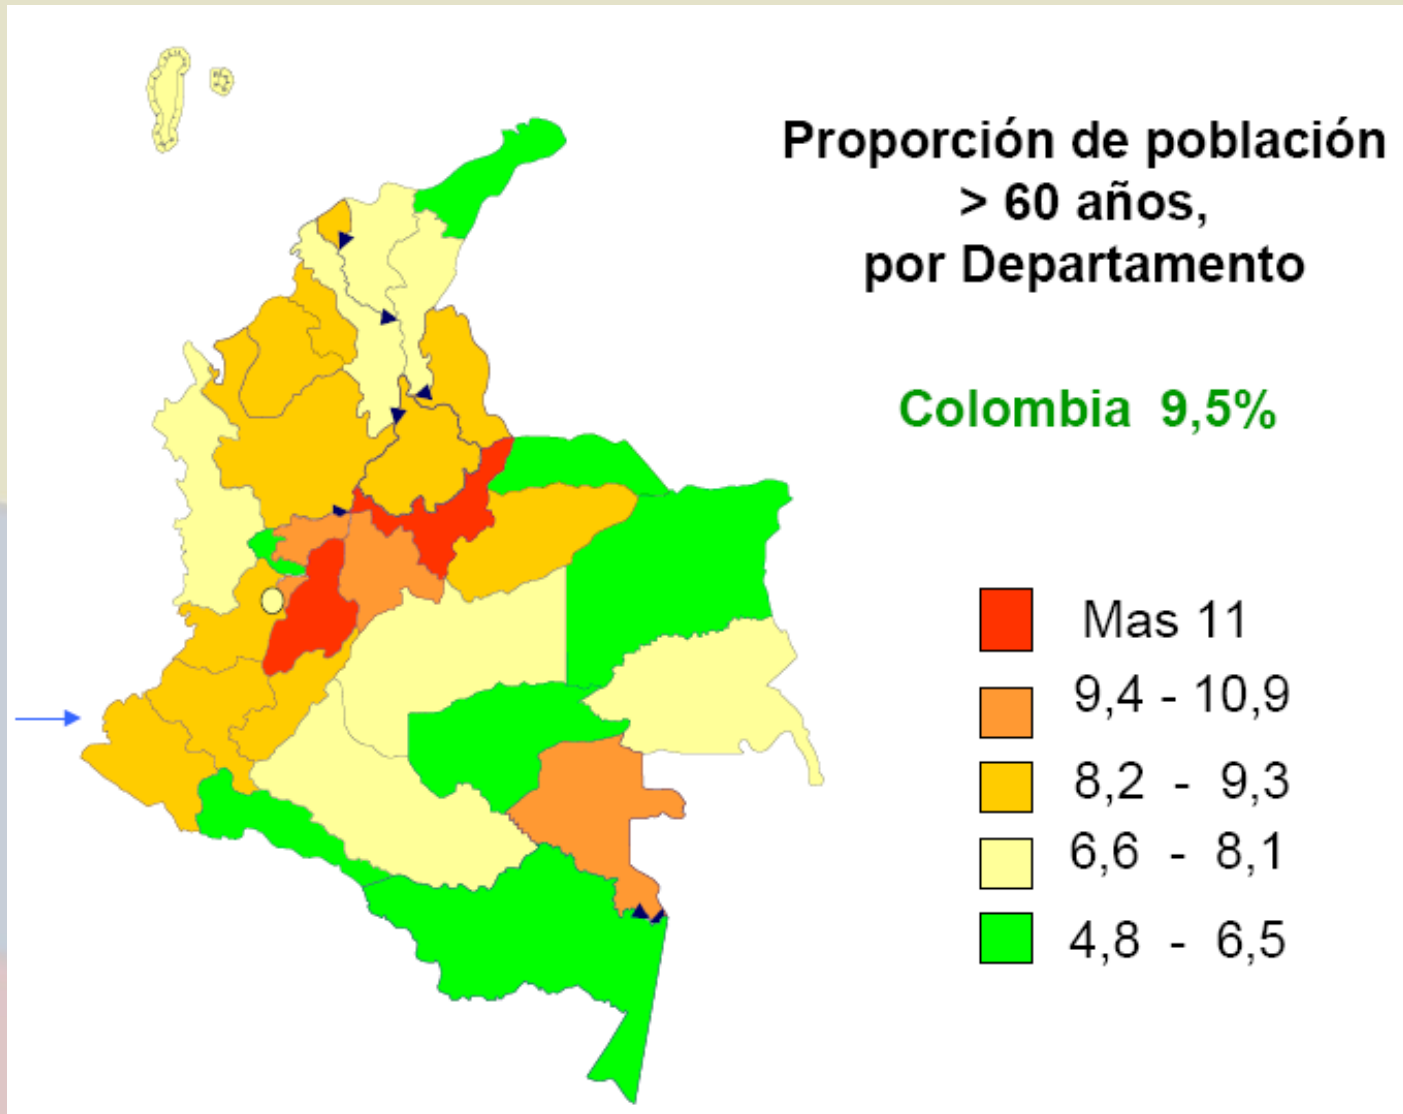 Proporción de población
> 60 años,
por Departamento
Colombia 9,5%
Mas 11
9,4 - 10,9
8,2 - 9,3
6,6 - 8,1
4,8 - 6,5